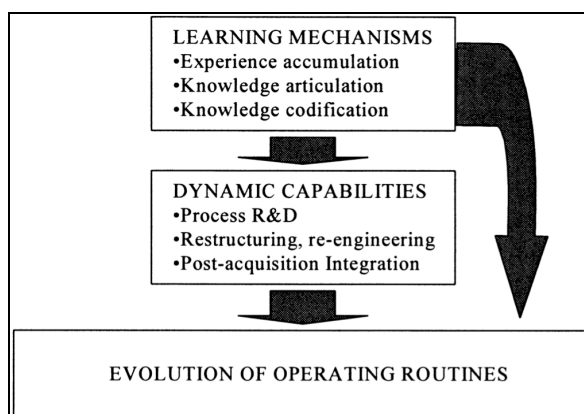 LEARNING MECHANISMS
•Experience accumulation
•Knowledge articulation
•Knowledge codification
DYNAMIC CAPABILITIES
•Process R&D
•Restructuring, re-engineering
•Post-acquisition Integration
EVOLUTION OF OPERATING ROUTINES